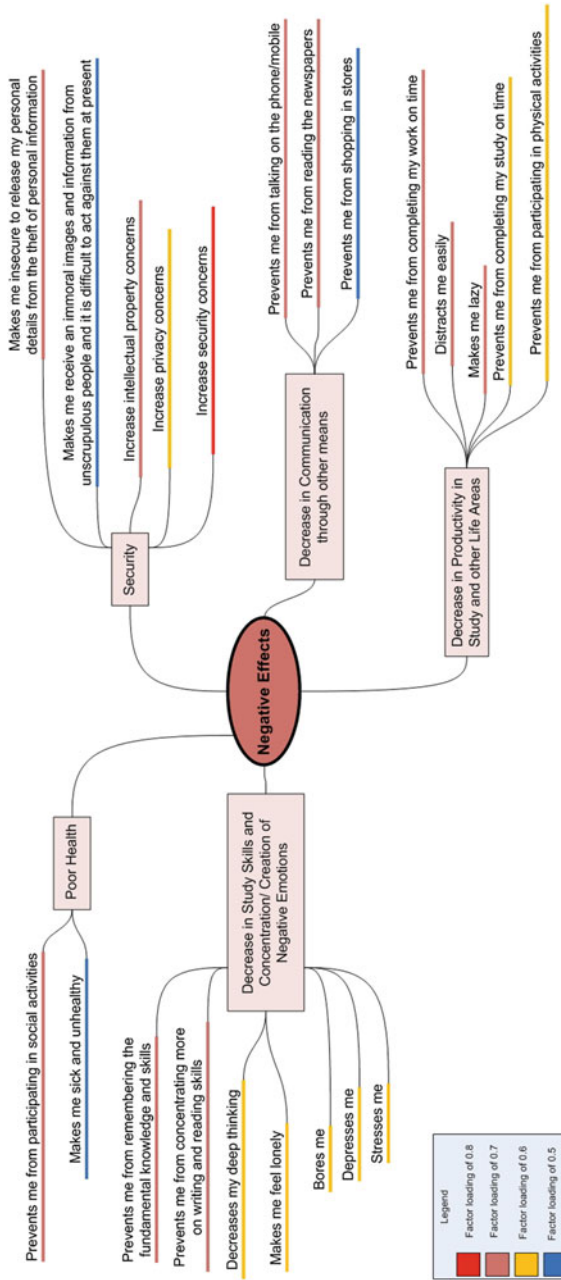 Poor Health
Prevents me from participating in social activities
Makes me sick and unhealthy
Decrease in Study Skills and
Concentration/ Creation of
Negative Emotions
Prevents me from remembering the
fundamental knowledge and skills
Prevents me from concentrating more
on writing and reading skills
Decreases my deep thinking
Makes me feel lonely
Bores me
Depresses me
Stresses me
Negative Effects
Security
Makes me insecure to release my personal
details from the theft of personal information
Makes me receive an immoral images and information from
unscrupulous people and it is difficult to act against them at present
Increase intellectual property concerns
Increase privacy concerns
Increase security concerns
Decrease in Communication
through other means
Prevents me from talking on the phone/mobile
Prevents me from reading the newspapers
Prevents me from shopping in stores
Decrease in Productivity in
Study and other Life Areas
Prevents me from completing my work on time
Distracts me easily
Makes me lazy
Prevents me from completing my study on time
Prevents me from participating in physical activities
Legend
Factor loading of 0.8
Factor loading of 0.7
Factor loading of 0.6
Factor loading of 0.5